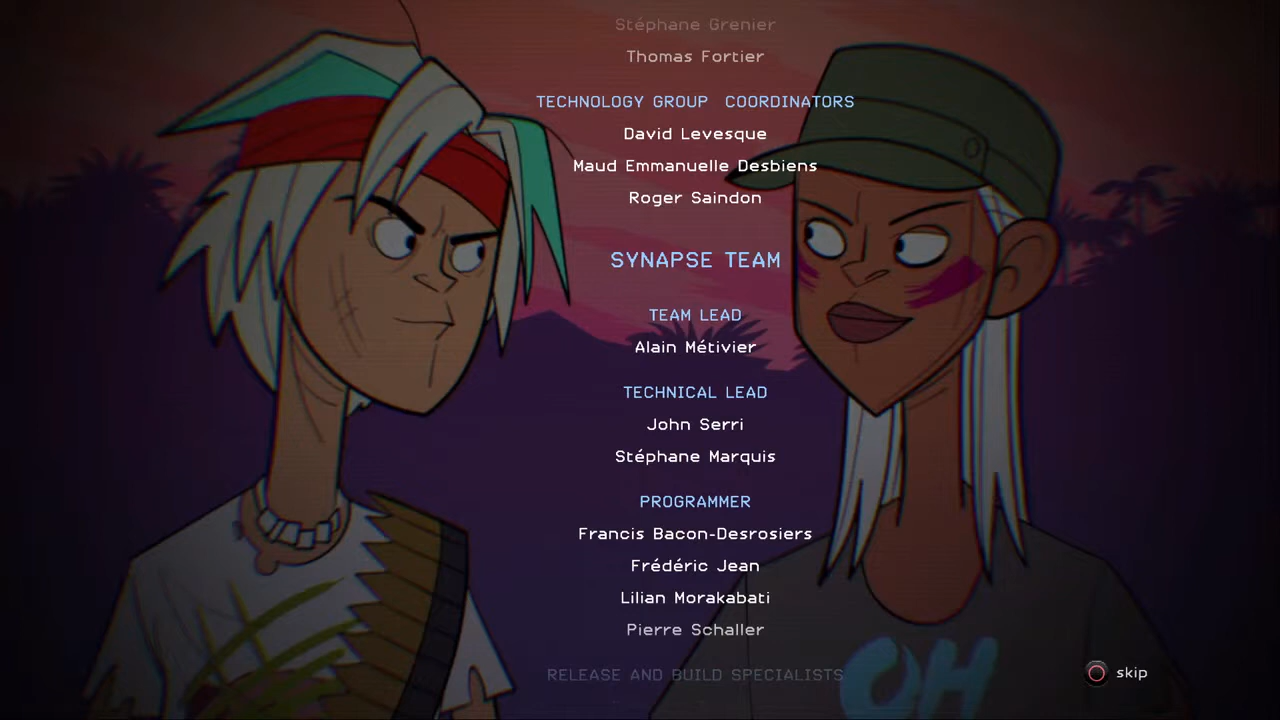 Stéphane Grenier
Thomas Fortier
TECHNOLOGY GROUP COORDINATORS
David Levesque
Maud Emmanuelle Desbiens
Roger Saindon
SYNAPSE TEAM
TEAM LEAD
Alain Métivier
TECHNICAL LEAD
John Serri
Stéphane Marquis
PROGRAMMER
Francis Bacon-Desrosiers
Frédéric Jean
Lilian Morakabati
Pierre Schaller
RELEASE AND BUILD SPECIALISTS
OH
skip